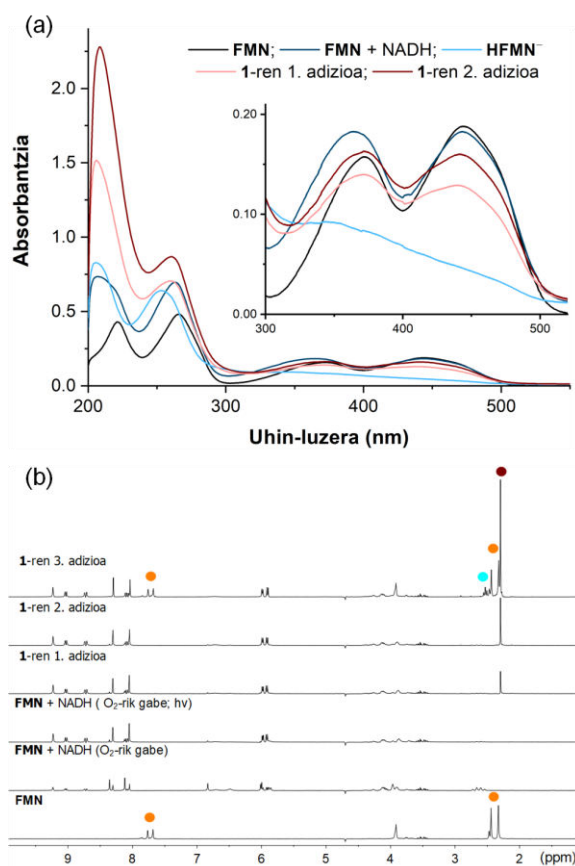 (a)
FMN; FMN + NADH; HFMN⁻
1-ren 1. adizioa; 1-ren 2. adizioa
2.0
1.5
1.0
0.5
0.0
0.20
0.10
0.00
300 400 500
200 300 400 500
Absorbantzia
Uhin-luzera (nm)
(b)
1-ren 3. adizioa
1-ren 2. adizioa
1-ren 1. adizioa
FMN + NADH ( O₂-rik gabe; hv)
FMN + NADH (O₂-rik gabe)
FMN
9 8 7 6 5 4 3 2 (ppm)